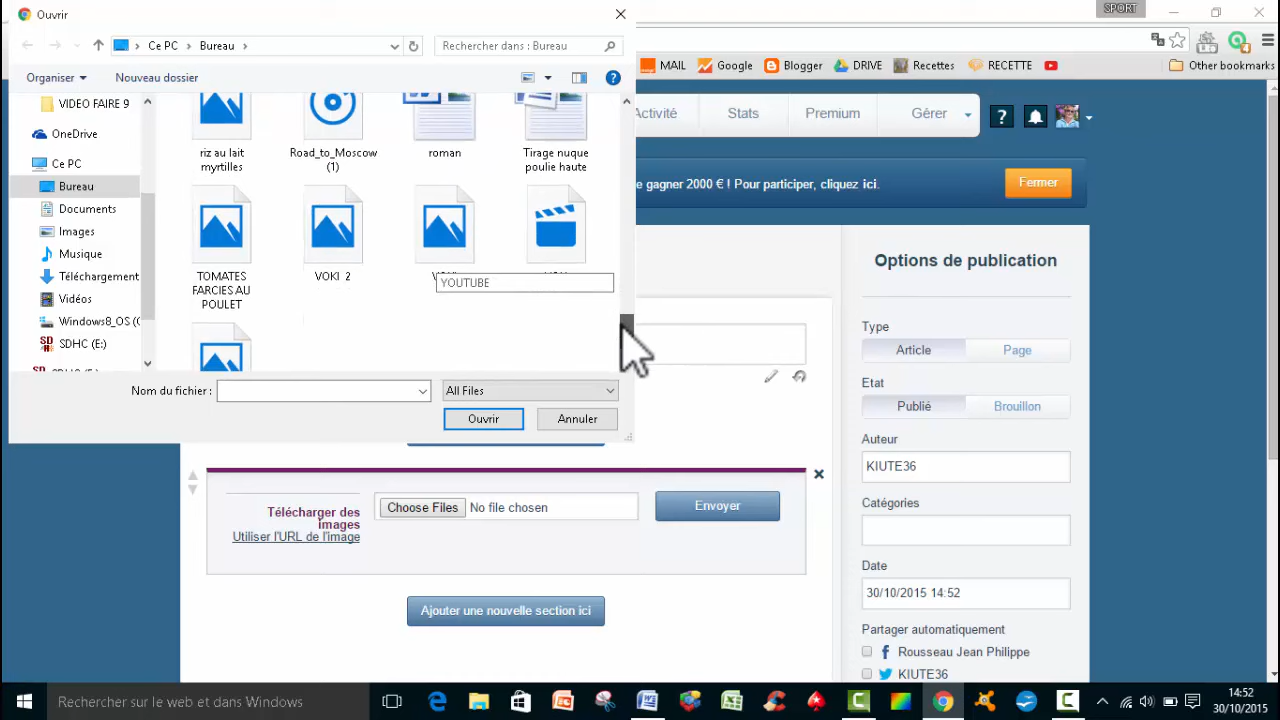 Ouvrir
SPORT
Ce PC
Bureau
Rechercher dans : Bureau
MAIL
Google
Blogger
DRIVE
Recettes
RECETTE
Other bookmarks
Organiser
Nouveau dossier
VIDEO FAIRE 9
OneDrive
Ce PC
Bureau
Documents
Images
Musique
Téléchargement
Vidéos
Windows8_OS (
SDHC (E:)
riz au lait
myrtilles
Road_to_Moscow
(1)
roman
Tirage nuque
poulie haute
TOMATES
FARCIES AU
POULET
VOKI 2
YOUTUBE
Nom du fichier :
All Files
Ouvrir
Annuler
Activité
Stats
Premium
Gérer
?
e gagner 2000 € ! Pour participer, cliquez ici.
Fermer
Télécharger des
images
Utiliser l'URL de l'image
Choose Files
No file chosen
Envoyer
Ajouter une nouvelle section ici
Options de publication
Type
Article
Page
Etat
Publié
Brouillon
Auteur
KIUTE36
Catégories
Date
30/10/2015 14:52
Partager automatiquement
Rousseau Jean Philippe
KIUTE36
Rechercher sur le web et dans Windows
14:52
30/10/2015